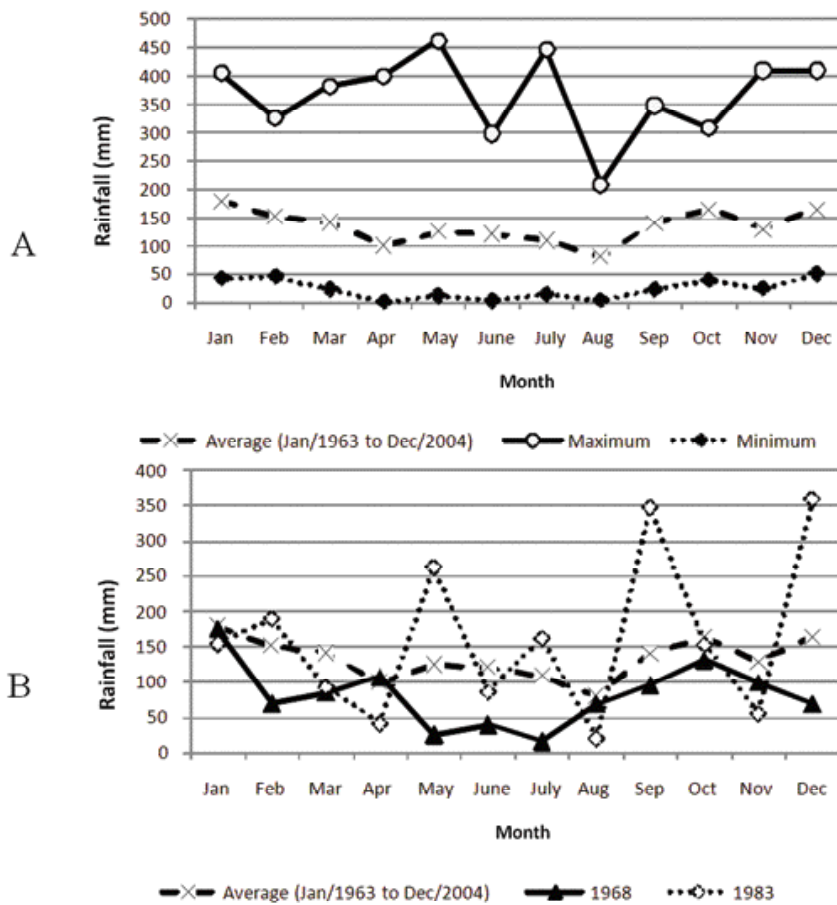 A
Rainfall (mm)
500
450
400
350
300
250
200
150
100
50
0
Jan Feb Mar Apr May June July Aug Sep Oct Nov Dec
Month
Average (Jan/1963 to Dec/2004) Maximum Minimum
B
Rainfall (mm)
400
350
300
250
200
150
100
50
0
Jan Feb Mar Apr May June July Aug Sep Oct Nov Dec
Month
Average (Jan/1963 to Dec/2004) 1968 1983